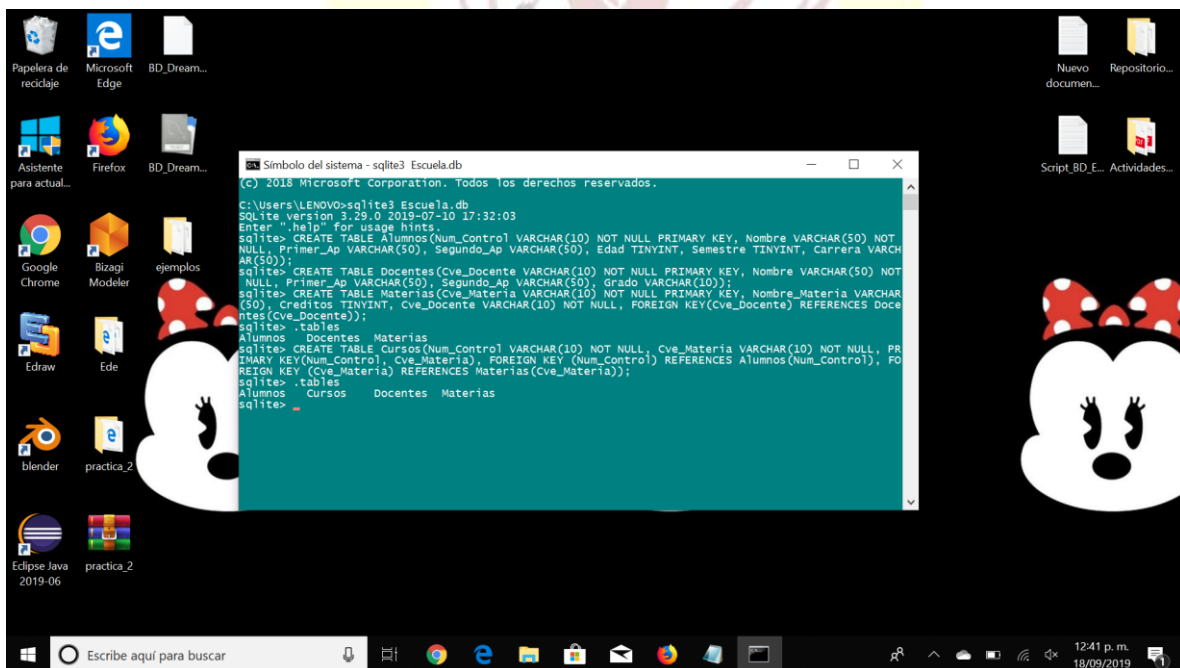 Papelera de
reciclaje
Microsoft
Edge
BD_Dream...
Nuevo
documen...
Repositorio...
Asistente
para actual...
Firefox
BD_Dream...
Script_BD_E...
Actividades...
Google
Chrome
Bizagi
Modeler
ejemplos
Edraw
Ede
blender
practica_2
Eclipse Java
2019-06
practica_2
Símbolo del sistema - sqlite3 Escuela.db
(c) 2018 Microsoft Corporation. Todos los derechos reservados.
C:\Users\LENOVO>sqlite3 Escuela.db
SQLite version 3.29.0 2019-07-10 17:32:03
Enter ".help" for usage hints.
sqlite> CREATE TABLE Alumnos(Num_Control VARCHAR(10) NOT NULL PRIMARY KEY, Nombre VARCHAR(50) NOT
NULL, Primer_Ap VARCHAR(50), Segundo_Ap VARCHAR(50), Edad TINYINT, Semestre TINYINT, Carrera VARCH
AR(50));
sqlite> CREATE TABLE Docentes(Cve_Docente VARCHAR(10) NOT NULL PRIMARY KEY, Nombre VARCHAR(50) NOT
NULL, Primer_Ap VARCHAR(50), Segundo_Ap VARCHAR(50), Grado VARCHAR(10));
sqlite> CREATE TABLE Materias(Cve_Materia VARCHAR(10) NOT NULL PRIMARY KEY, Nombre_Materia VARCHAR
(50), Creditos TINYINT, Cve_Docente VARCHAR(10) NOT NULL, FOREIGN KEY(Cve_Docente) REFERENCES Doce
ntes(Cve_Docente));
sqlite> .tables
Alumnos Docentes Materias
sqlite> CREATE TABLE Cursos(Num_Control VARCHAR(10) NOT NULL, Cve_Materia VARCHAR(10) NOT NULL, PR
IMARY KEY(Num_Control, Cve_Materia), FOREIGN KEY (Num_Control) REFERENCES Alumnos(Num_Control), FO
REIGN KEY (Cve_Materia) REFERENCES Materias(Cve_Materia));
sqlite> .tables
Alumnos Cursos Docentes Materias
sqlite> _
Escribe aquí para buscar
12:41 p. m.
18/09/2019